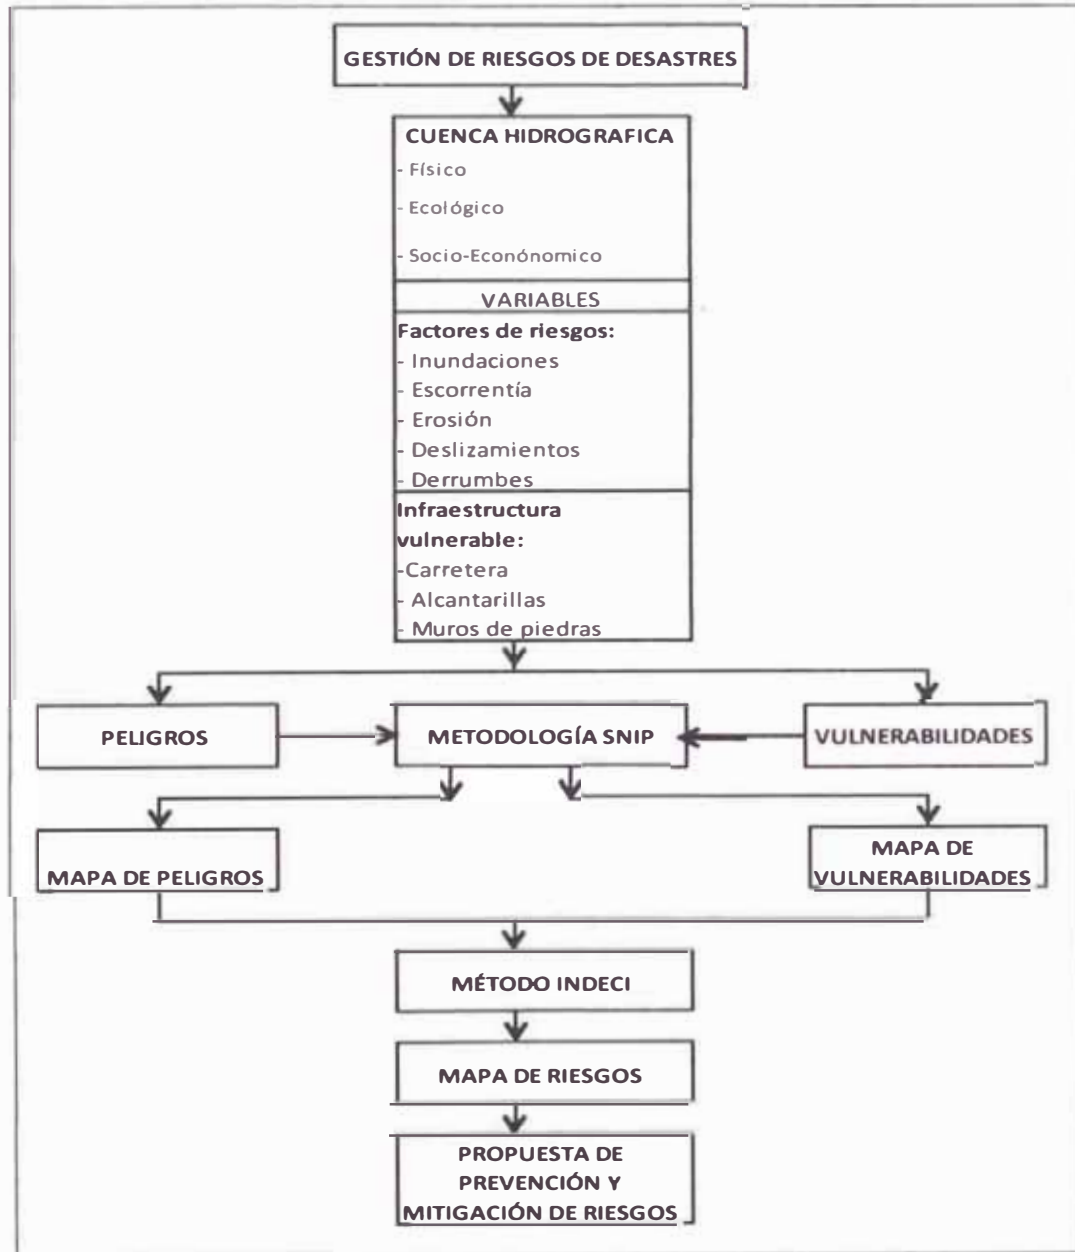 GESTIÓN DE RIESGOS DE DESASTRES
CUENCA HIDROGRAFICA
- Físico
- Ecológico
- Socio-Econónomico
VARIABLES
Factores de riesgos:
- Inundaciones
- Escorrentía
- Erosión
- Deslizamientos
- Derrumbes
Infraestructura
vulnerable:
-Carretera
- Alcantarillas
- Muros de piedras
PELIGROS
METODOLOGÍA SNIP
VULNERABILIDADES
MAPA DE PELIGROS
MAPA DE
VULNERABILIDADES
MÉTODO INDECI
MAPA DE RIESGOS
PROPUESTA DE
PREVENCIÓN Y
MITIGACIÓN DE RIESGOS